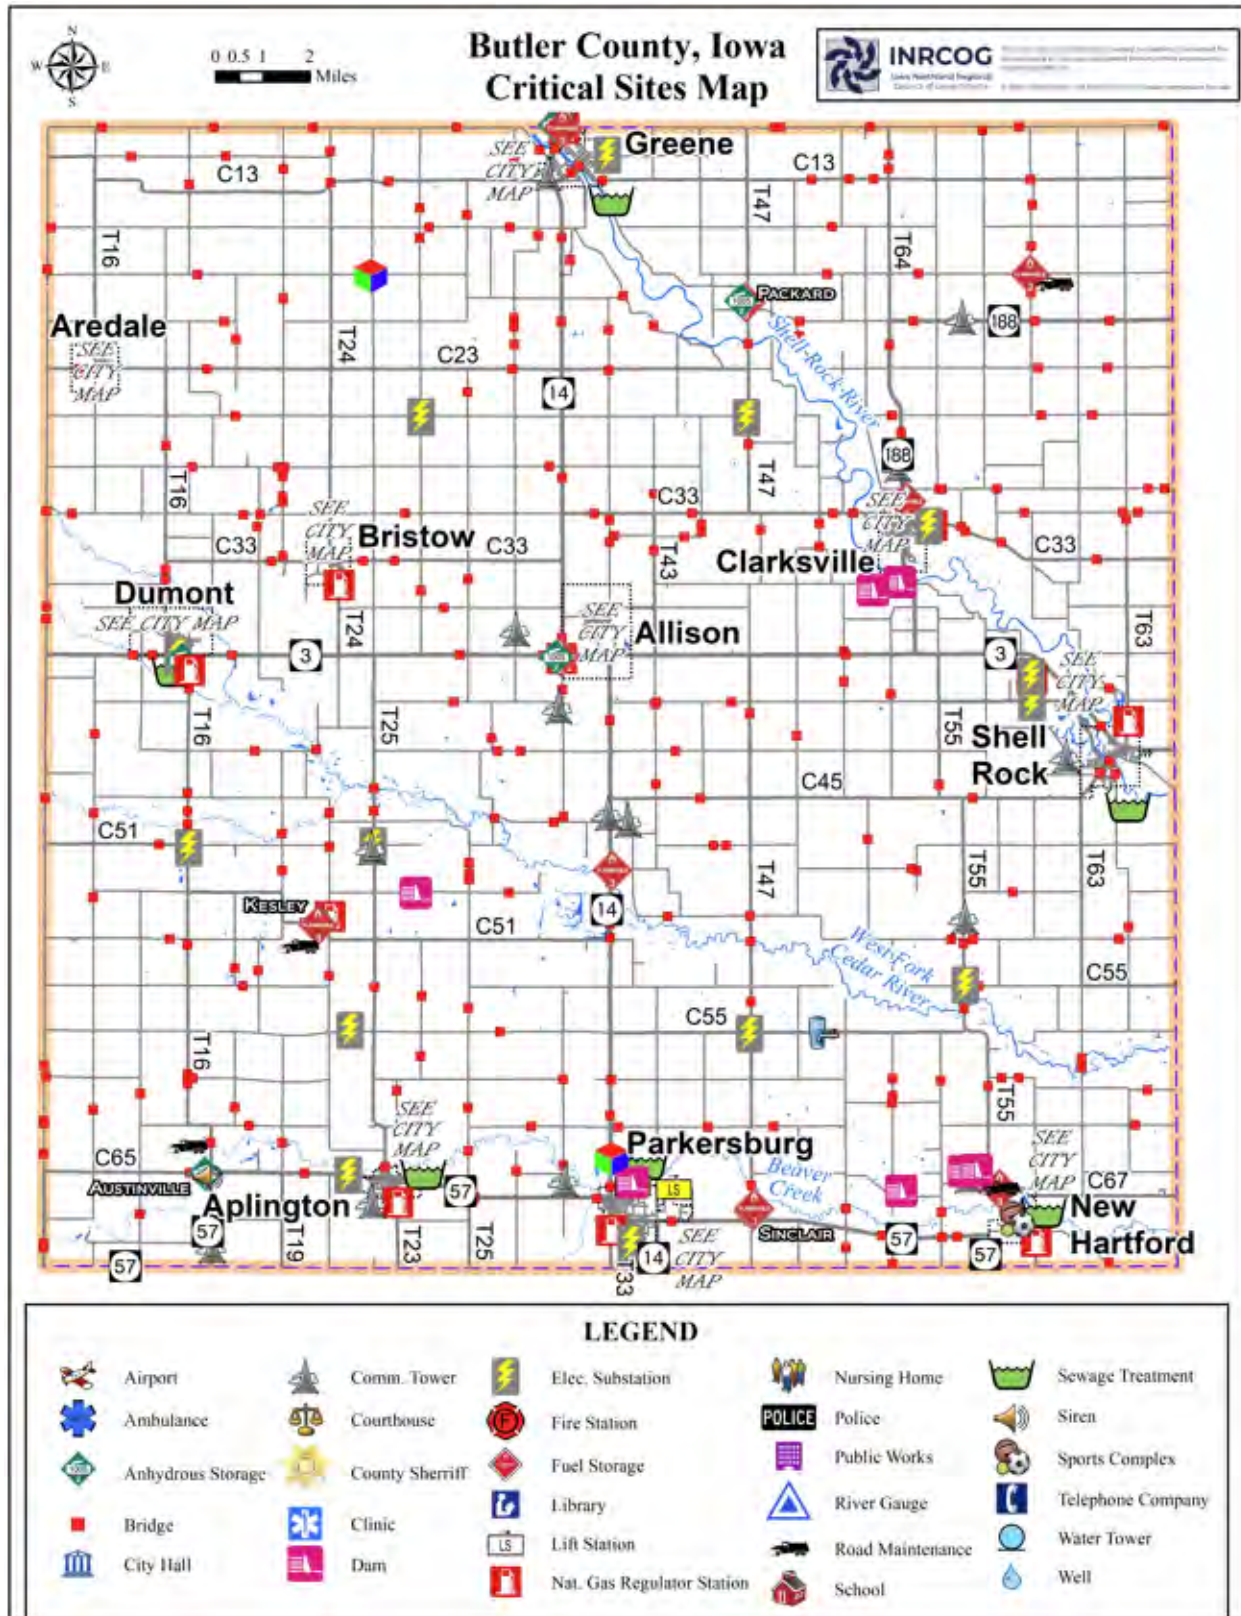 Butler County, Iowa
Critical Sites Map
N
W
E
S
0 0.5 1 2
Miles
INRCOG
Iowa Northland Regional
Council of Governments
Greene
SEE
CITY
MAP
C13
C13
T16
T47
T64
PACKARD
188
Aredale
SEE
CITY
MAP
T24
C23
14
Shell-Rock-River
188
T16
T47
C33
SEE
CITY
MAP
Bristow
SEE
CITY
MAP
C33
C33
T43
Clarksville
C33
Dumont
SEE CITY MAP
T24
3
SEE
CITY
MAP
Allison
3
T63
SEE
CITY
MAP
T16
T25
T55
Shell
Rock
C45
C51
T47
T55
T63
KESLEY
14
C51
West Fork
Cedar River
C55
C55
T16
SEE
CITY
MAP
T55
SEE
CITY
MAP
Parkersburg
C65
AUSTINVILLE
Aplington
57
LS
Beaver
Creek
C67
New
Hartford
SINCLAIR
57
57
57
57
T19
T23
T25
T33
14
SEE
CITY
MAP
LEGEND
Airport
Comm. Tower
Elec. Substation
Nursing Home
Sewage Treatment
Ambulance
Courthouse
F
Fire Station
POLICE
Police
Siren
1005
Anhydrous Storage
County Sherriff
Fuel Storage
Public Works
Sports Complex
Bridge
Clinic
Library
River Gauge
Telephone Company
City Hall
Dam
LS
Lift Station
Road Maintenance
Water Tower
Nat. Gas Regulator Station
School
Well